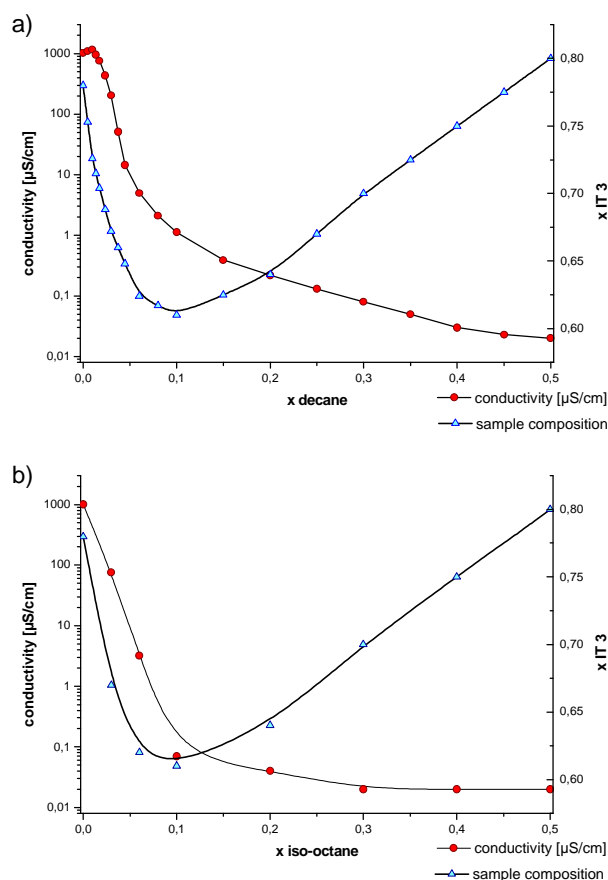 a)
conductivity [µS/cm]
1000
100
10
1
0,1
0,01
0,80
0,75
0,70
0,65
0,60
x IT 3
0,0 0,1 0,2 0,3 0,4 0,5
x decane
conductivity [µS/cm]
sample composition
b)
conductivity [µS/cm]
1000
100
10
1
0,1
0,01
0,80
0,75
0,70
0,65
0,60
x IT 3
0,0 0,1 0,2 0,3 0,4 0,5
x iso-octane
conductivity [µS/cm]
sample composition